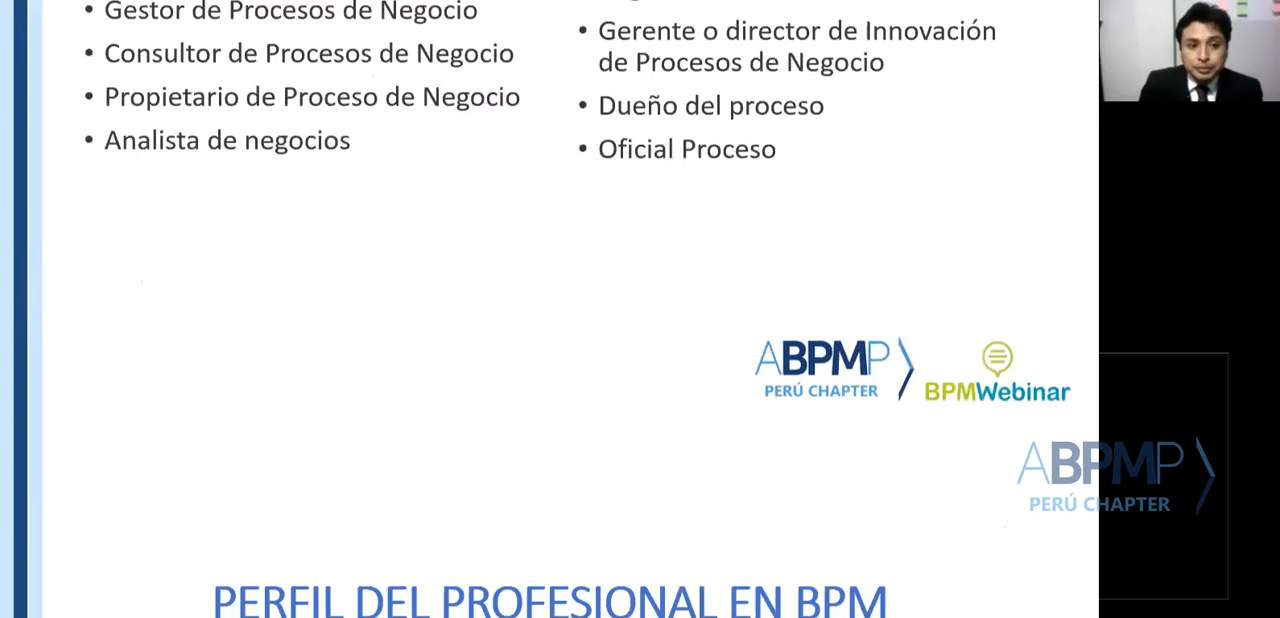 • Gestor de Procesos de Negocio
• Consultor de Procesos de Negocio
• Propietario de Proceso de Negocio
• Analista de negocios
• Gerente o director de Innovación
de Procesos de Negocio
• Dueño del proceso
• Oficial Proceso
ABPMP
PERÚ CHAPTER
BPMWebinar
ABPMP
PERÚ CHAPTER
PERFIL DEL PROFESIONAL EN BPM